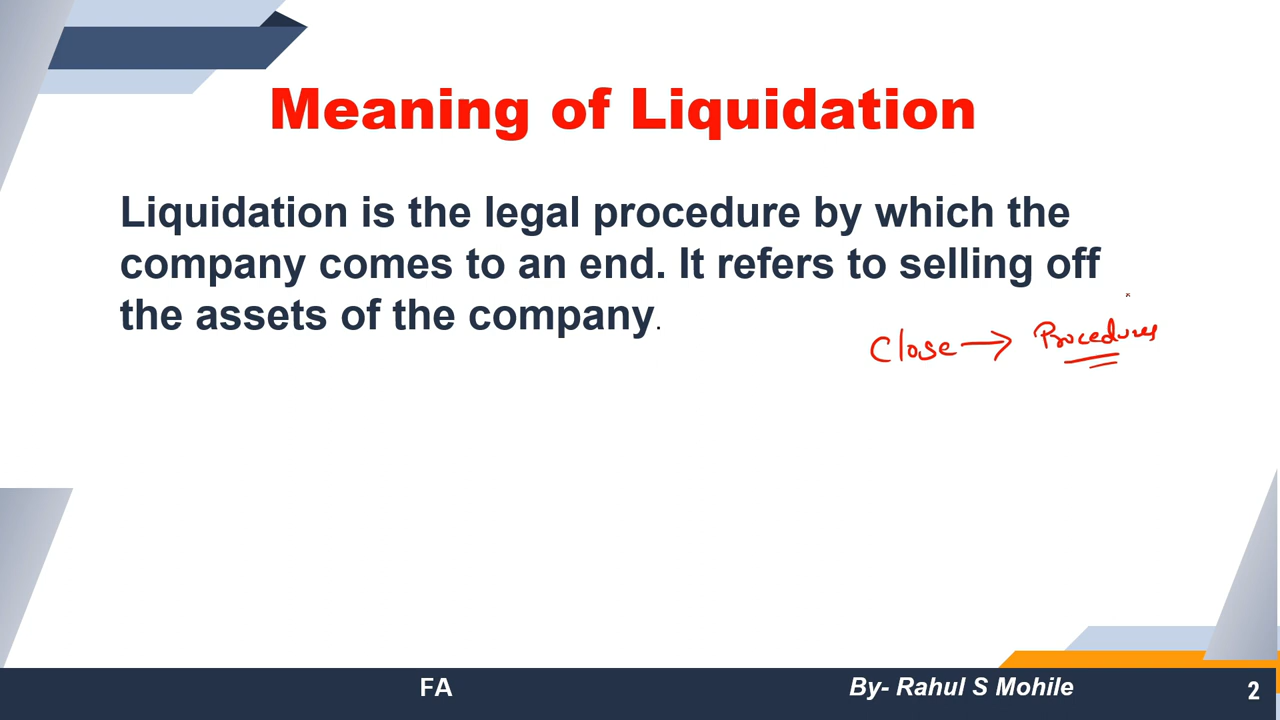 Meaning of Liquidation
Liquidation is the legal procedure by which the
company comes to an end. It refers to selling off
the assets of the company.
Close → Procedures
FA
By- Rahul S Mohile
2